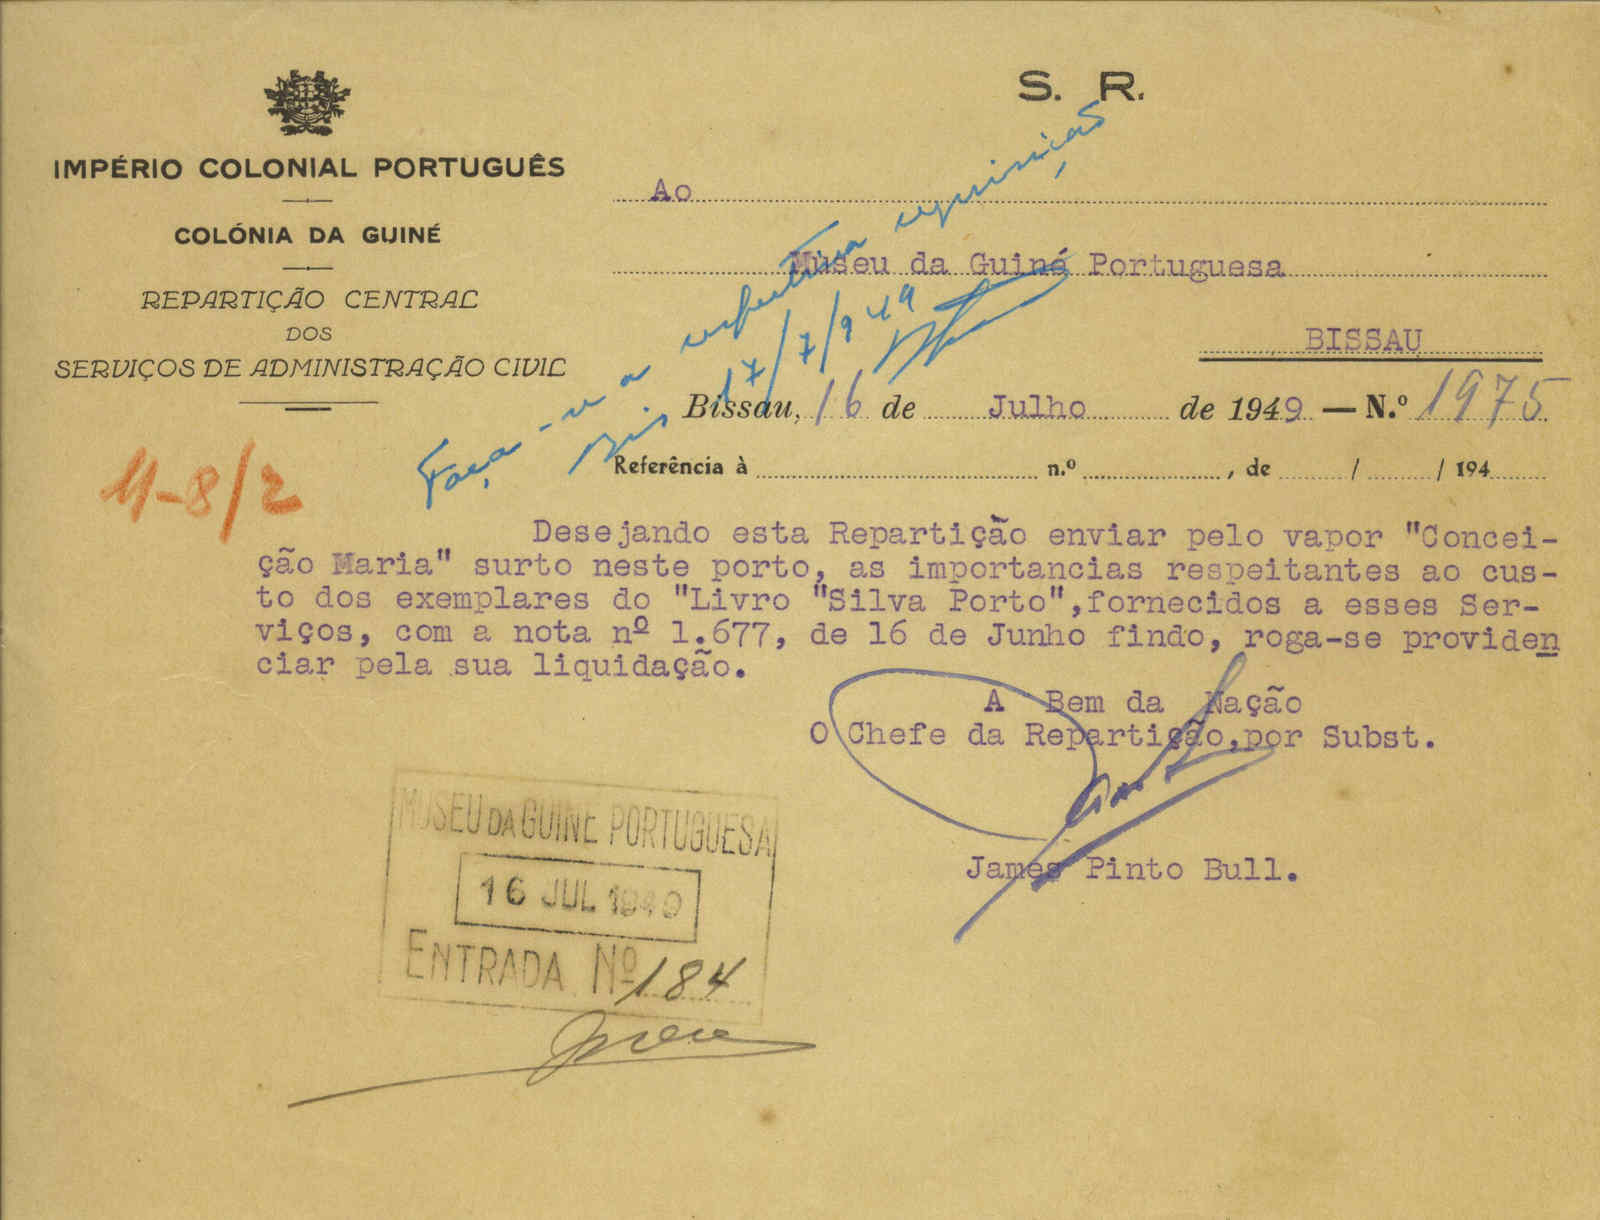 S. R.
IMPÉRIO COLONIAL PORTUGUÊS
COLÓNIA DA GUINÉ
REPARTIÇÃO CENTRAL
DOS
SERVIÇOS DE ADMINISTRAÇÃO CIVIL
Ao
Museu da Guiné Portuguesa
BISSAU
Faça-se a respectiva requisição
17/7/949
Bissau, 16 de Julho de 1949 — N.º 1975
Referência à n.º , de / / 194
11-8/2
Desejando esta Repartição enviar pelo vapor "Concei-
ção Maria" surto neste porto, as importancias respeitantes ao cus-
to dos exemplares do "Livro "Silva Porto",fornecidos a esses Ser-
viços, com a nota nº 1.677, de 16 de Junho findo, roga-se providen
ciar pela sua liquidação.
A Bem da Nação
O Chefe da Repartição,por Subst.
James Pinto Bull.
MUSEU DA GUINÉ PORTUGUESA
16 JUL 1949
ENTRADA Nº 184